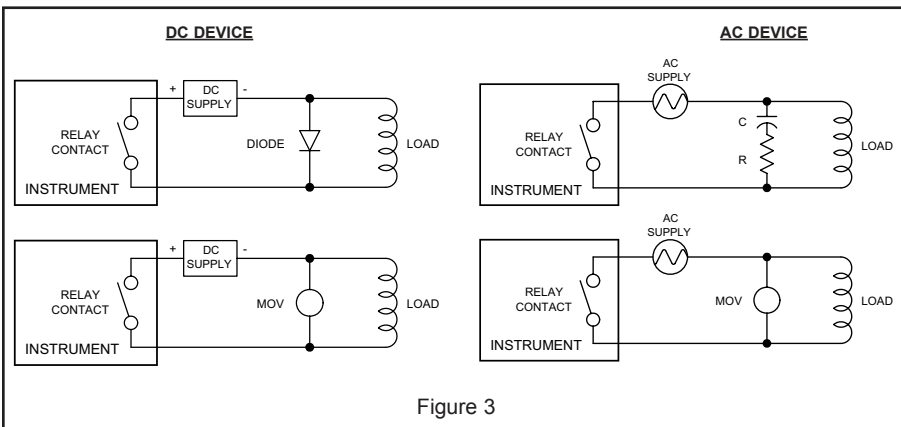 DC DEVICE
AC DEVICE
+
DC
SUPPLY
-
RELAY
CONTACT
DIODE
LOAD
INSTRUMENT
AC
SUPPLY
RELAY
CONTACT
C
R
LOAD
INSTRUMENT
+
DC
SUPPLY
-
RELAY
CONTACT
MOV
LOAD
INSTRUMENT
AC
SUPPLY
RELAY
CONTACT
MOV
LOAD
INSTRUMENT
Figure 3